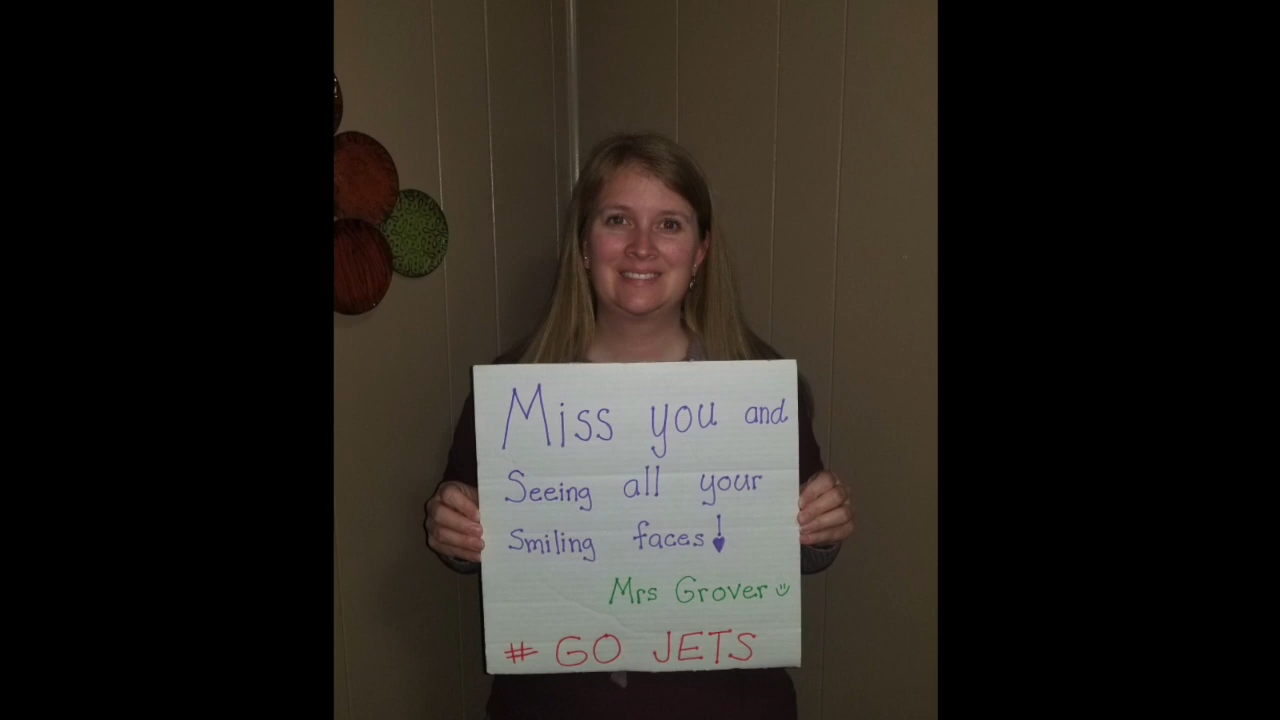 Miss you and
Seeing all your
Smiling faces!
Mrs Grover
# GO JETS